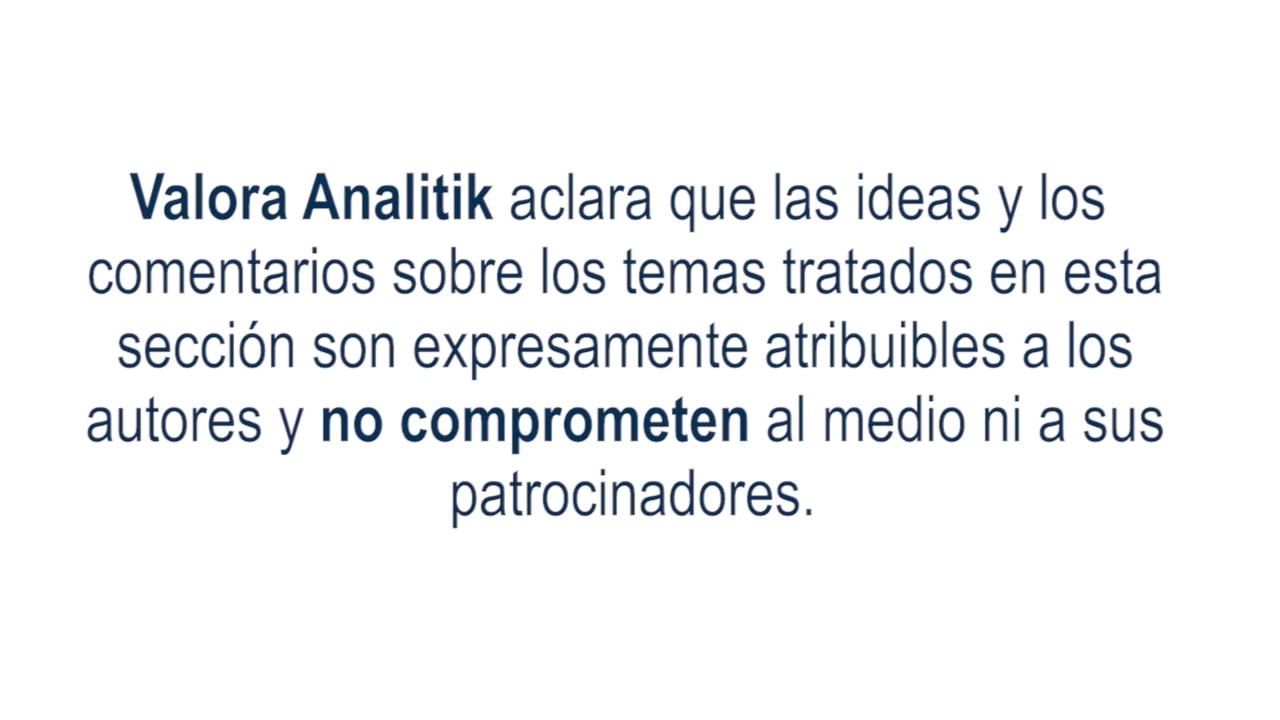 Valora Analitik aclara que las ideas y los
comentarios sobre los temas tratados en esta
sección son expresamente atribuibles a los
autores y no comprometen al medio ni a sus
patrocinadores.